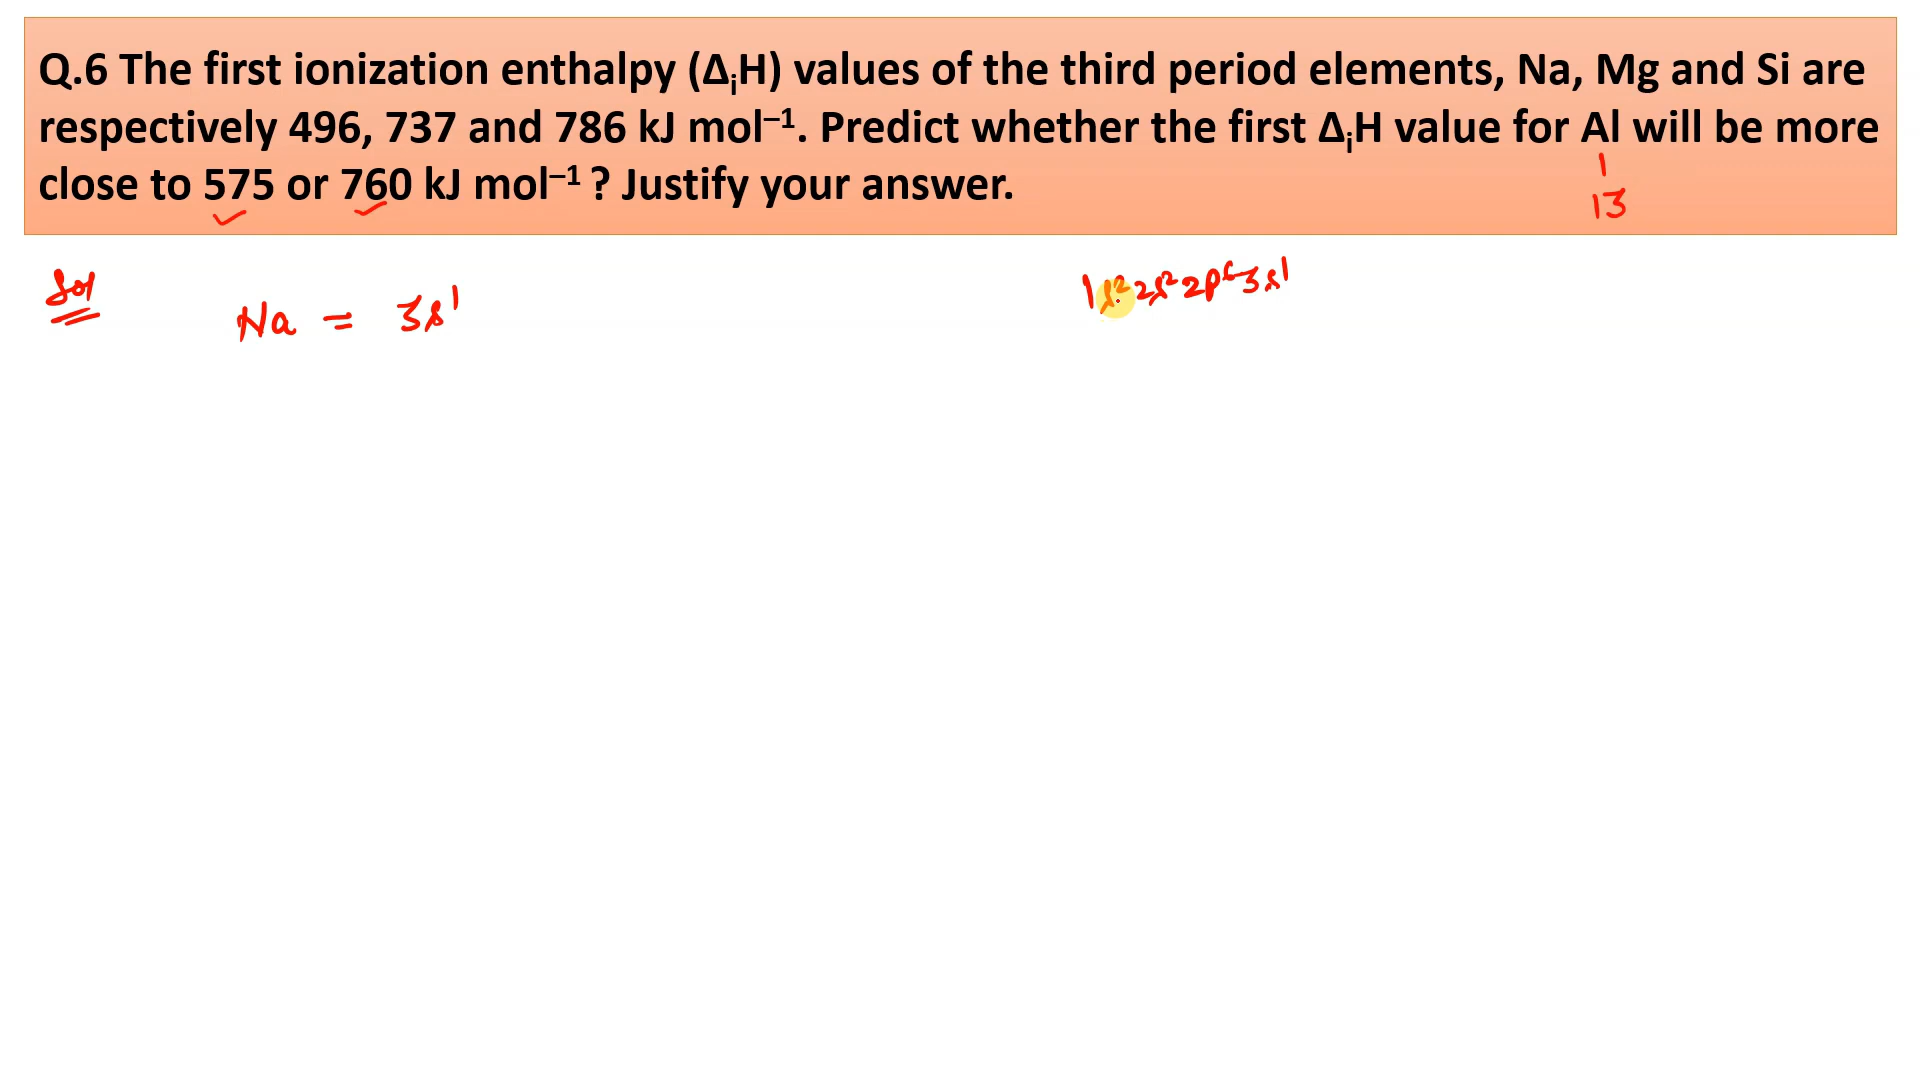 Q.6 The first ionization enthalpy (ΔᵢH) values of the third period elements, Na, Mg and Si are
respectively 496, 737 and 786 kJ mol⁻¹. Predict whether the first ΔᵢH value for Al will be more
close to 575 or 760 kJ mol⁻¹ ? Justify your answer.
13
Sol
Na = 3s¹
1s²2s²2p⁶3s¹